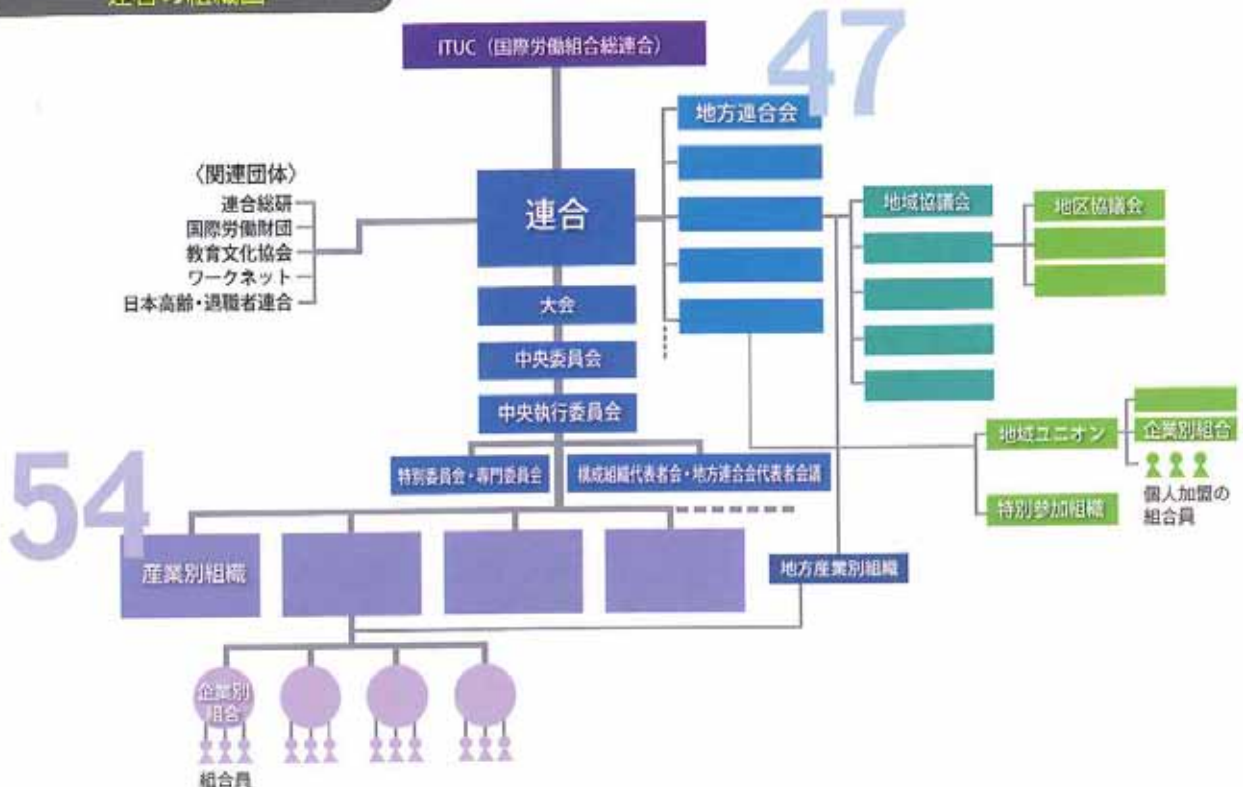 連合の組織図
ITUC（国際労働組合総連合）
47
地方連合会
〈関連団体〉
連合総研
国際労働財団
教育文化協会
ワークネット
日本高齢・退職者連合
連合
地域協議会
地区協議会
大会
中央委員会
中央執行委員会
特別委員会・専門委員会
構成組織代表者会・地方連合会代表者会議
地域ユニオン
企業別組合
個人加盟の
組合員
特別参加組織
54
産業別組織
地方産業別組織
企業別
組合
組合員